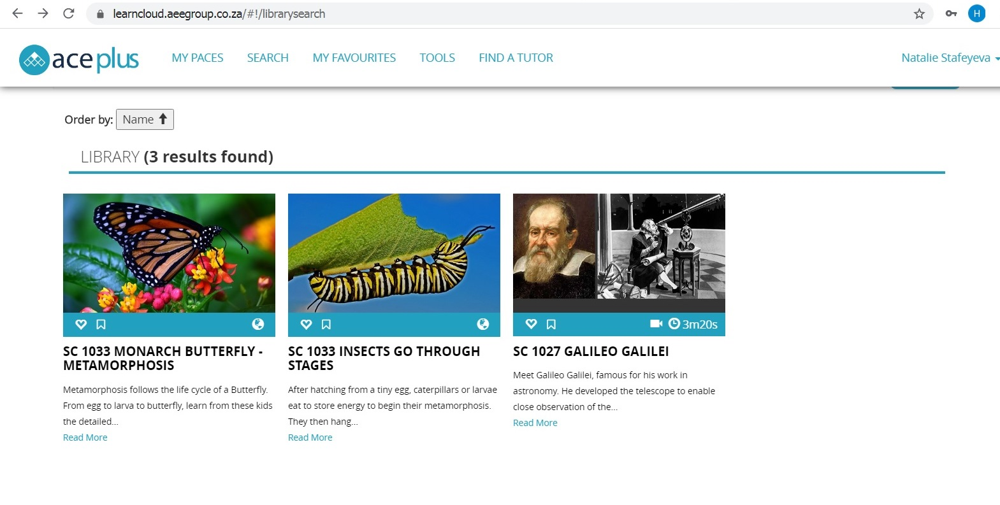 learncloud.aeegroup.co.za/#!/librarysearch
H
aceplus
MY PACES
SEARCH
MY FAVOURITES
TOOLS
FIND A TUTOR
Natalie Stafeyeva
Order by: Name
LIBRARY (3 results found)
SC 1033 MONARCH BUTTERFLY -
METAMORPHOSIS
Metamorphosis follows the life cycle of a Butterfly.
From egg to larva to butterfly, learn from these kids
the detailed...
Read More
SC 1033 INSECTS GO THROUGH
STAGES
After hatching from a tiny egg, caterpillars or larvae
eat to store energy to begin their metamorphosis.
They then hang...
Read More
3m20s
SC 1027 GALILEO GALILEI
Meet Galileo Galilei, famous for his work in
astronomy. He developed the telescope to enable
close observation of the...
Read More